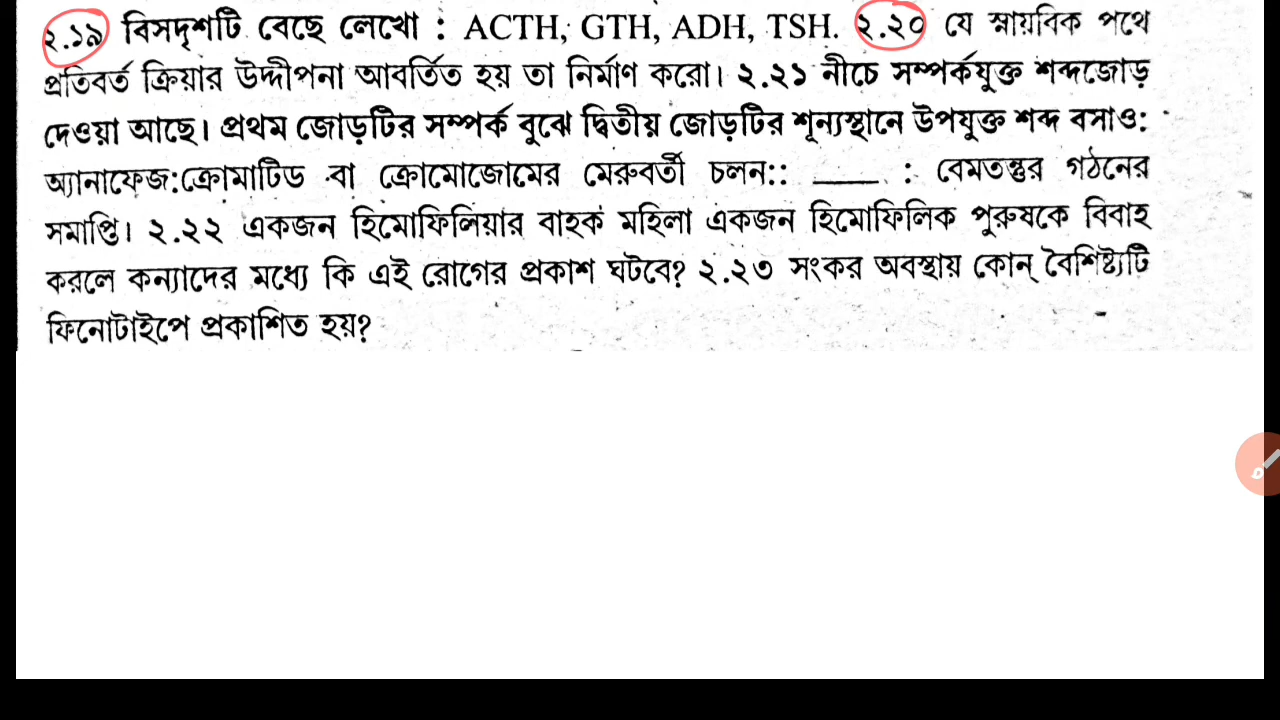 ২.১৯ বিসদৃশটি বেছে লেখো : ACTH, GTH, ADH, TSH. ২.২০ যে স্নায়বিক পথে
প্রতিবর্ত ক্রিয়ার উদ্দীপনা আবর্তিত হয় তা নির্মাণ করো। ২.২১ নীচে সম্পর্কযুক্ত শব্দজোড়
দেওয়া আছে। প্রথম জোড়টির সম্পর্ক বুঝে দ্বিতীয় জোড়টির শূন্যস্থানে উপযুক্ত শব্দ বসাও:
অ্যানাফেজ:ক্রোমাটিড বা ক্রোমোজোমের মেরুবর্তী চলন:: ____ : বেমতন্তুর গঠনের
সমাপ্তি। ২.২২ একজন হিমোফিলিয়ার বাহক মহিলা একজন হিমোফিলিক পুরুষকে বিবাহ
করলে কন্যাদের মধ্যে কি এই রোগের প্রকাশ ঘটবে? ২.২৩ সংকর অবস্থায় কোন্ বৈশিষ্ট্যটি
ফিনোটাইপে প্রকাশিত হয়?